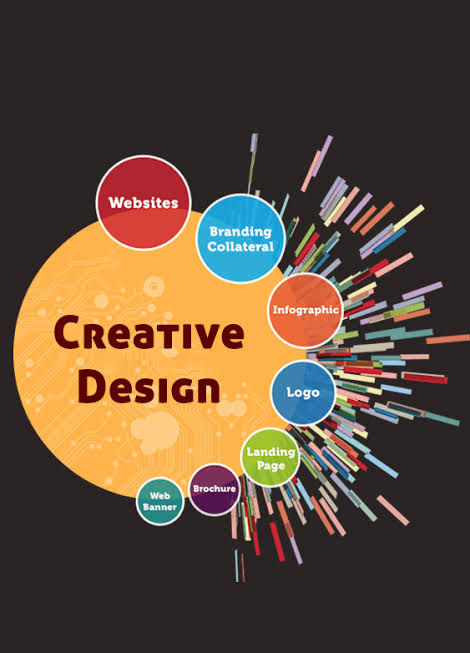 Websites
Branding
Collateral
Infographic
Creative
Design
Logo
Landing
Page
Brochure
Web
Banner